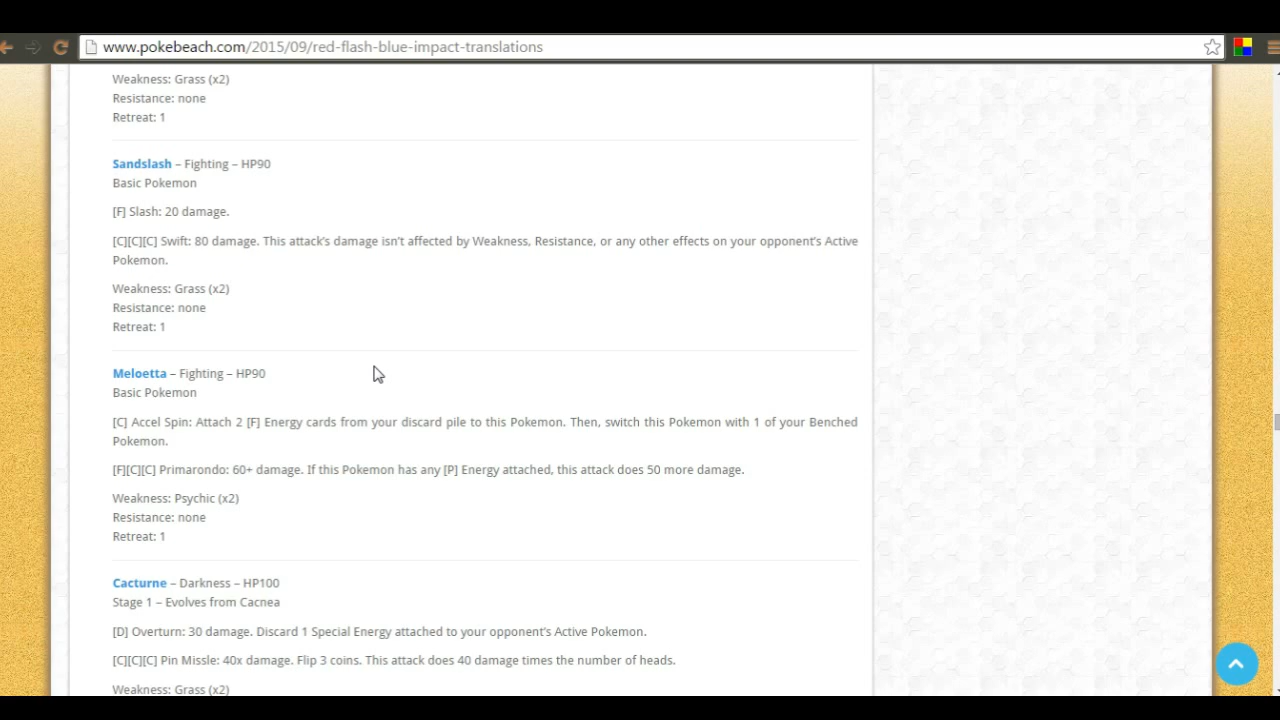 www.pokebeach.com/2015/09/red-flash-blue-impact-translations
Weakness: Grass (x2)
Resistance: none
Retreat: 1
Sandslash – Fighting – HP90
Basic Pokemon
[F] Slash: 20 damage.
[C][C][C] Swift: 80 damage. This attack's damage isn't affected by Weakness, Resistance, or any other effects on your opponent's Active
Pokemon.
Weakness: Grass (x2)
Resistance: none
Retreat: 1
Meloetta – Fighting – HP90
Basic Pokemon
[C] Accel Spin: Attach 2 [F] Energy cards from your discard pile to this Pokemon. Then, switch this Pokemon with 1 of your Benched
Pokemon.
[F][C][C] Primarondo: 60+ damage. If this Pokemon has any [P] Energy attached, this attack does 50 more damage.
Weakness: Psychic (x2)
Resistance: none
Retreat: 1
Cacturne – Darkness – HP100
Stage 1 – Evolves from Cacnea
[D] Overturn: 30 damage. Discard 1 Special Energy attached to your opponent's Active Pokemon.
[C][C][C] Pin Missle: 40x damage. Flip 3 coins. This attack does 40 damage times the number of heads.
Weakness: Grass (x2)